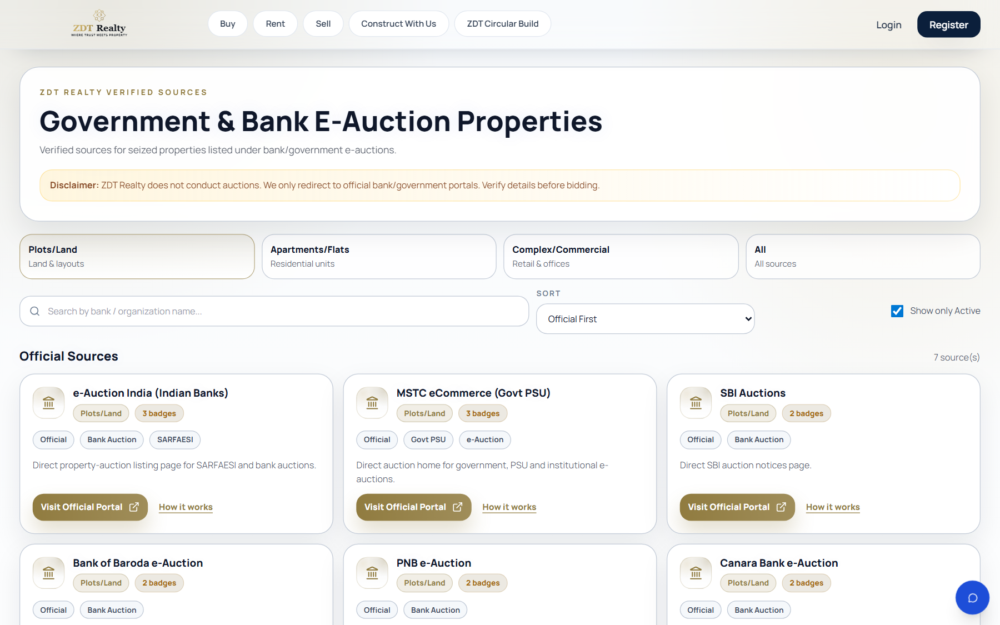 ZDT Realty
WHERE TRUST MEETS PROPERTY
Buy
Rent
Sell
Construct With Us
ZDT Circular Build
Login
Register
ZDT REALTY VERIFIED SOURCES
Government & Bank E-Auction Properties
Verified sources for seized properties listed under bank/government e-auctions.
Disclaimer: ZDT Realty does not conduct auctions. We only redirect to official bank/government portals. Verify details before bidding.
Plots/Land
Land & layouts
Apartments/Flats
Residential units
Complex/Commercial
Retail & offices
All
All sources
Search by bank / organization name...
SORT
Official First
Show only Active
Official Sources
7 source(s)
e-Auction India (Indian Banks)
Plots/Land
3 badges
Official
Bank Auction
SARFAESI
Direct property-auction listing page for SARFAESI and bank auctions.
Visit Official Portal
How it works
MSTC eCommerce (Govt PSU)
Plots/Land
3 badges
Official
Govt PSU
e-Auction
Direct auction home for government, PSU and institutional e-
auctions.
Visit Official Portal
How it works
SBI Auctions
Plots/Land
2 badges
Official
Bank Auction
Direct SBI auction notices page.
Visit Official Portal
How it works
Bank of Baroda e-Auction
Plots/Land
2 badges
Official
Bank Auction
PNB e-Auction
Plots/Land
2 badges
Official
Bank Auction
Canara Bank e-Auction
Plots/Land
2 badges
Official
Bank Auction